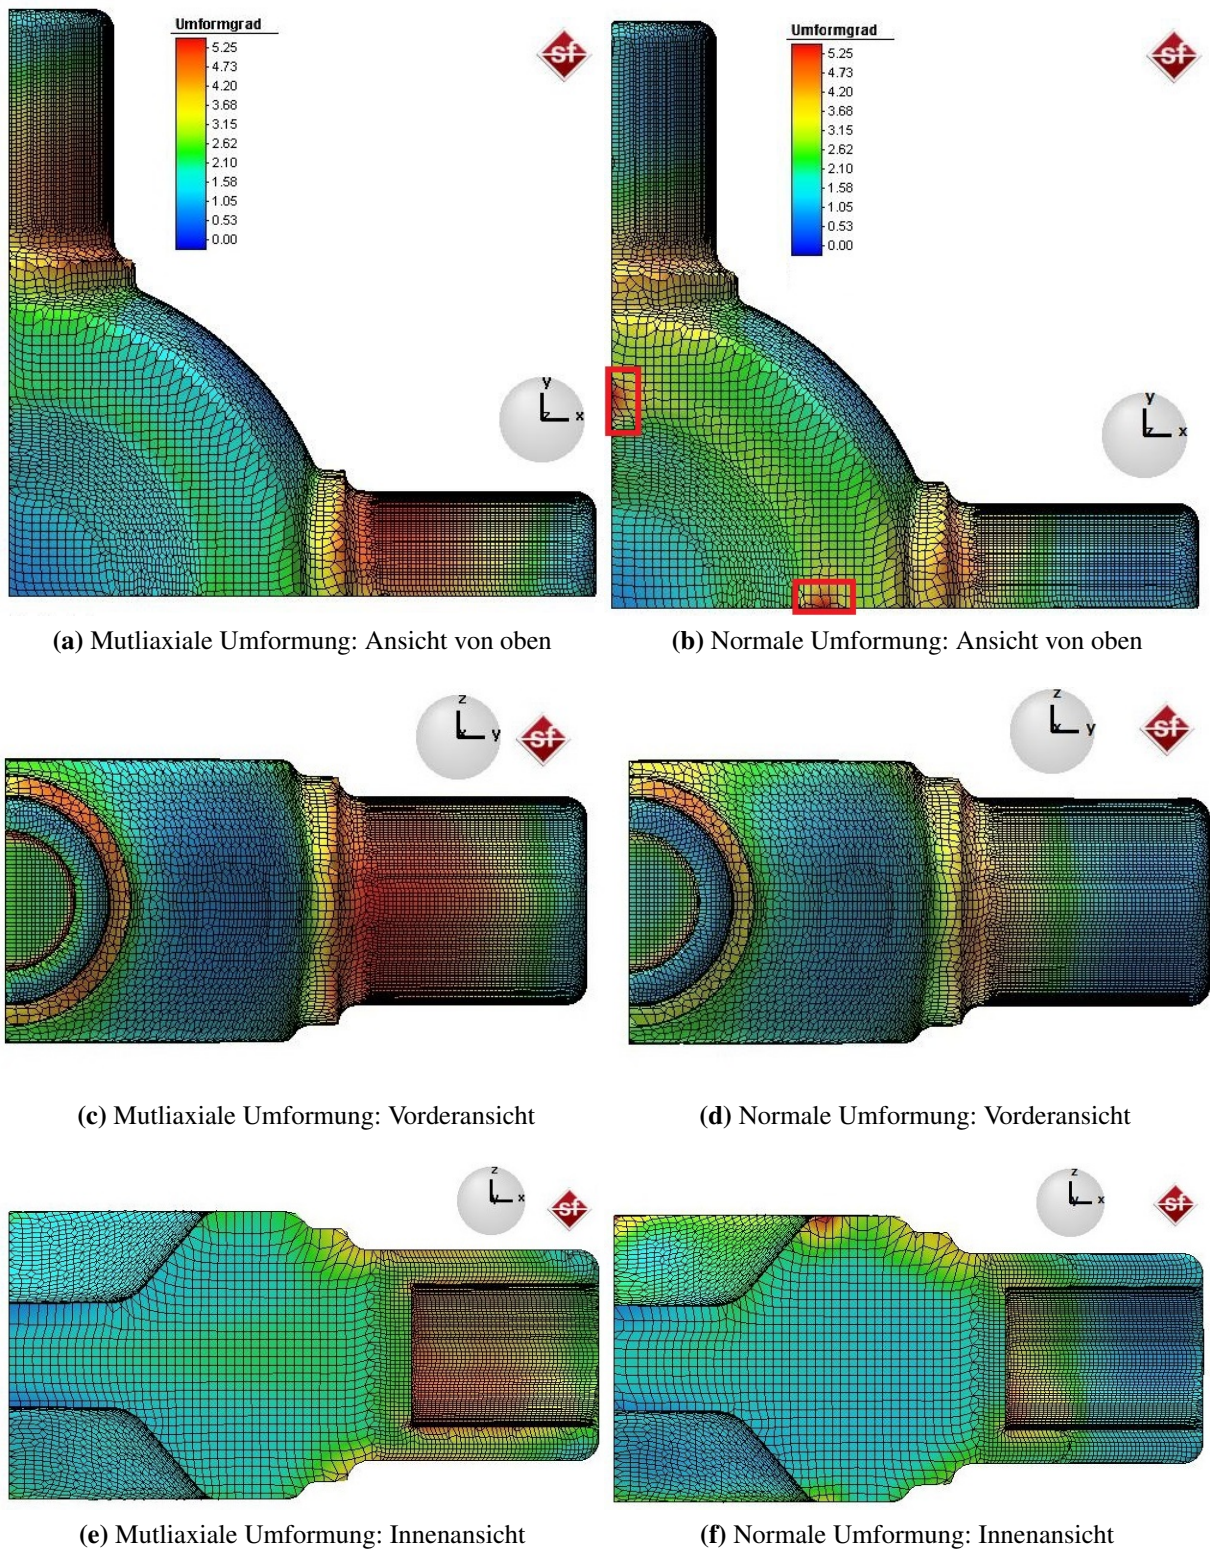 Umformgrad
5.25
4.73
4.20
3.68
3.15
2.62
2.10
1.58
1.05
0.53
0.00
sf
y
z x
Umformgrad
5.25
4.73
4.20
3.68
3.15
2.62
2.10
1.58
1.05
0.53
0.00
sf
y
z x
(a) Mutliaxiale Umformung: Ansicht von oben
(b) Normale Umformung: Ansicht von oben
z
x y
sf
z
x y
sf
(c) Mutliaxiale Umformung: Vorderansicht
(d) Normale Umformung: Vorderansicht
z
y x
sf
z
y x
sf
(e) Mutliaxiale Umformung: Innenansicht
(f) Normale Umformung: Innenansicht